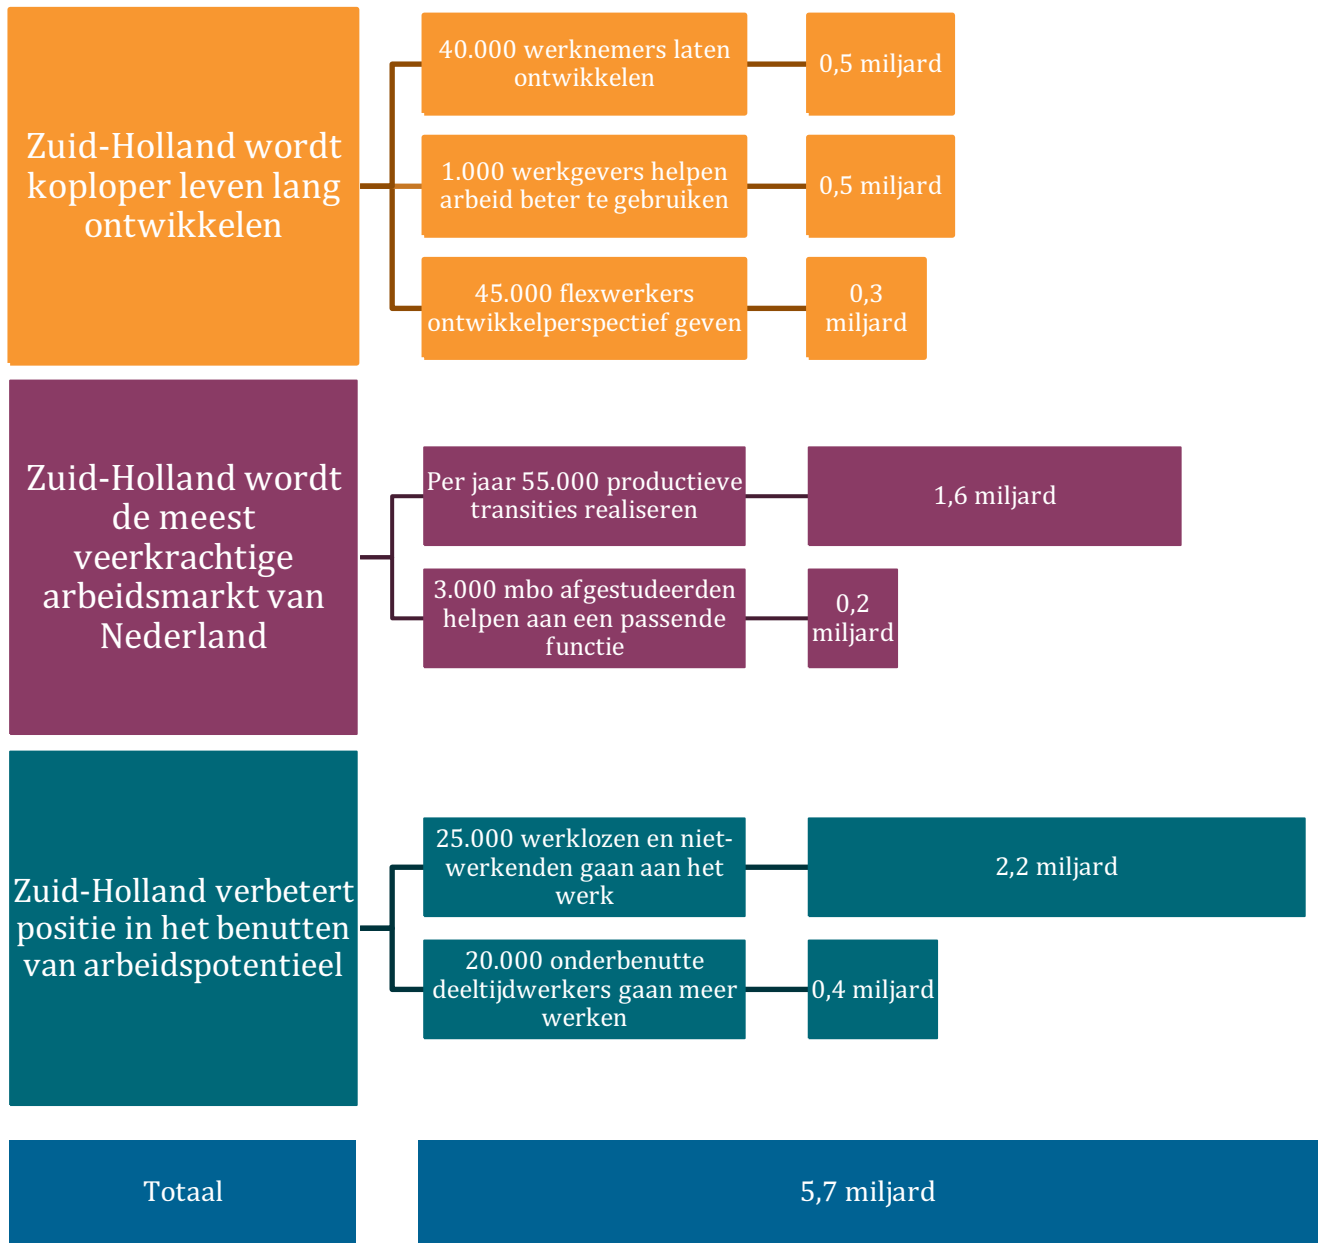 Zuid-Holland wordt
koploper leven lang
ontwikkelen
40.000 werknemers laten
ontwikkelen
0,5 miljard
1.000 werkgevers helpen
arbeid beter te gebruiken
0,5 miljard
45.000 flexwerkers
ontwikkelperspectief geven
0,3
miljard
Zuid-Holland wordt
de meest
veerkrachtige
arbeidsmarkt van
Nederland
Per jaar 55.000 productieve
transities realiseren
1,6 miljard
3.000 mbo afgestudeerden
helpen aan een passende
functie
0,2
miljard
Zuid-Holland verbetert
positie in het benutten
van arbeidspotentieel
25.000 werklozen en niet-
werkenden gaan aan het
werk
2,2 miljard
20.000 onderbenutte
deeltijdwerkers gaan meer
werken
0,4 miljard
Totaal
5,7 miljard